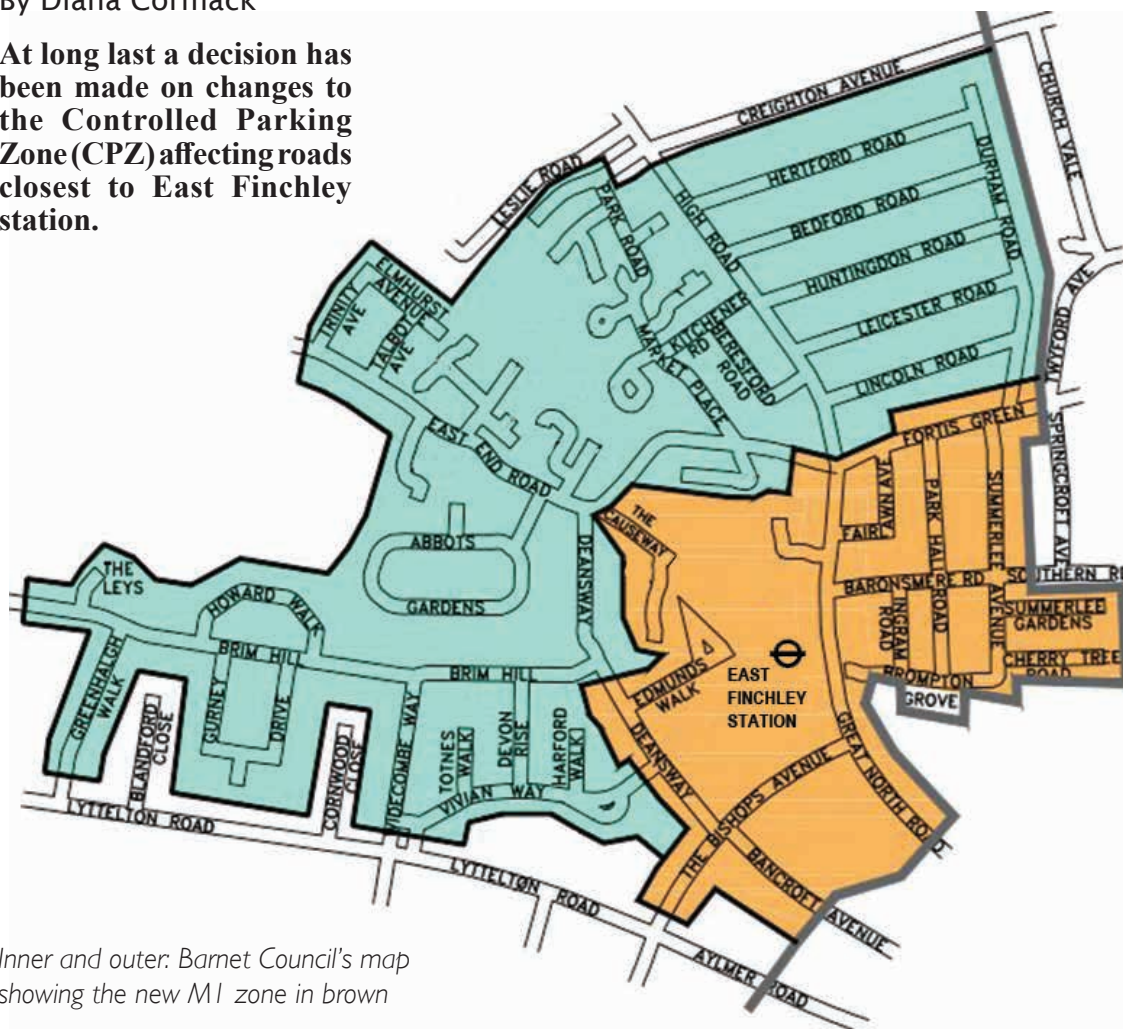 By Diana Cormack
At long last a decision has
been made on changes to
the Controlled Parking
Zone (CPZ) affecting roads
closest to East Finchley
station.
CREIGHTON AVENUE
CHURCH VALE
LESLIE ROAD
PARK ROAD
HIGH ROAD
HERTFORD ROAD
DURHAM ROAD
BEDFORD ROAD
HUNTINGDON ROAD
LEICESTER ROAD
LINCOLN ROAD
TWYFORD AVE
ELMHURST
AVENUE
TRINITY
AVE
TALBOT
AVE
MARKET PLACE
KITCHENER
RD
BERESFORD
ROAD
EAST END ROAD
FORTIS GREEN
SPRINGCROFT AVE
FAIRL
AWN AVE
PARK HALL ROAD
SUMMERLEE AVENUE
THE
CAUSEWAY
ABBOTS
GARDENS
DEANSWAY
BARONSMERE RD
SOUTHERN RD
INGRAM
ROAD
SUMMERLEE
GARDENS
CHERRY TREE
ROAD
BROMPTON
GROVE
THE
LEYS
HOWARD WALK
BRIM HILL
BRIM HILL
GREENHALGH
WALK
GURNEY
DRIVE
BLANDFORD
CLOSE
CORNWOOD
CLOSE
VIDECOMBE WAY
TOTNES
WALK
DEVON
RISE
HARFORD
WALK
VIVIAN WAY
EDMUNDS
WALK
EAST
FINCHLEY
STATION
DEANSWAY
THE BISHOPS AVENUE
GREAT NORTH ROAD
BANCROFT AVENUE
LYTTELTON ROAD
LYTTELTON ROAD
AYLMER ROAD
Inner and outer: Barnet Council's map
showing the new M1 zone in brown